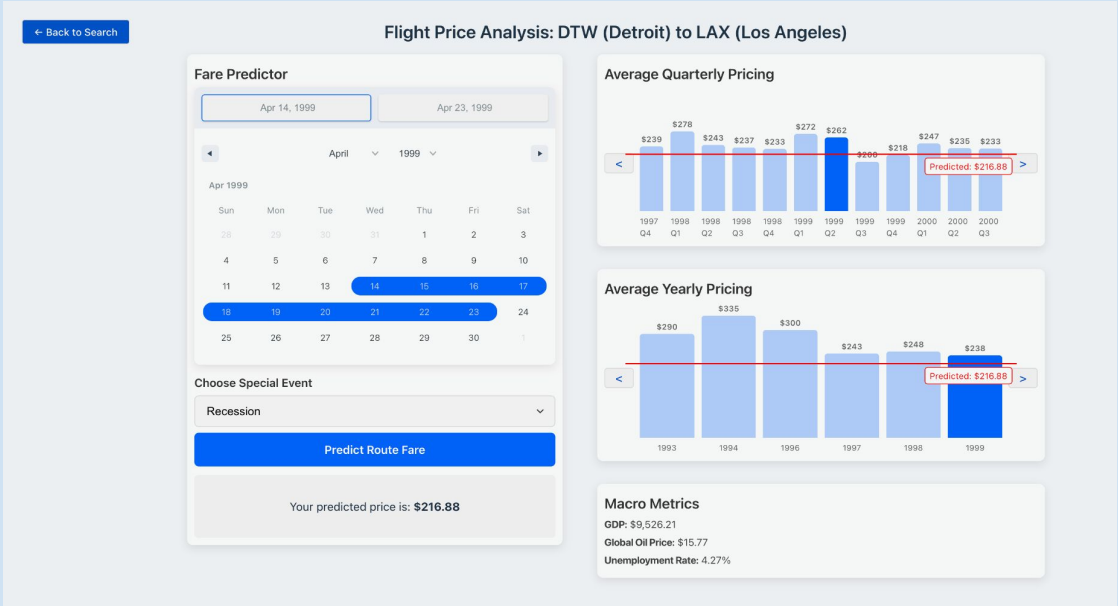 ← Back to Search
Flight Price Analysis: DTW (Detroit) to LAX (Los Angeles)
Fare Predictor
Apr 14, 1999 Apr 23, 1999
◄ April 1999 ►
Apr 1999
Sun Mon Tue Wed Thu Fri Sat
28 29 30 31 1 2 3
4 5 6 7 8 9 10
11 12 13 14 15 16 17
18 19 20 21 22 23 24
25 26 27 28 29 30 1
Choose Special Event
Recession
Predict Route Fare
Your predicted price is: $216.88
Average Quarterly Pricing
$239 $278 $243 $237 $233 $272 $262 $200 $218 $247 $235 $233
Predicted: $216.88
< >
1997 1998 1998 1998 1998 1999 1999 1999 1999 2000 2000 2000
Q4 Q1 Q2 Q3 Q4 Q1 Q2 Q3 Q4 Q1 Q2 Q3
Average Yearly Pricing
$290 $335 $300 $243 $248 $238
Predicted: $216.88
< >
1993 1994 1996 1997 1998 1999
Macro Metrics
GDP: $9,526.21
Global Oil Price: $15.77
Unemployment Rate: 4.27%